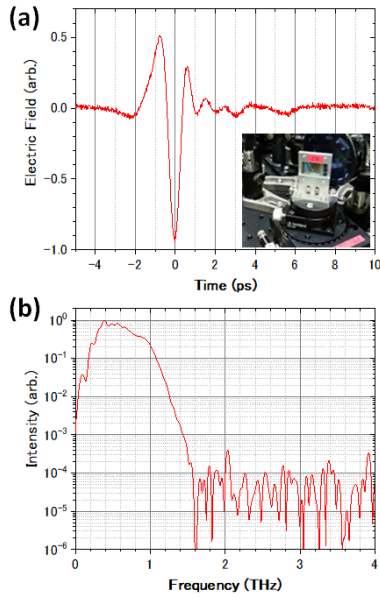 (a)
Electric Field (arb.)
0.5
0.0
−0.5
−1.0
−4 −2 0 2 4 6 8 10
Time (ps)
(b)
Intensity (arb.)
10⁰
10⁻¹
10⁻²
10⁻³
10⁻⁴
10⁻⁵
10⁻⁶
0 1 2 3 4
Frequency (THz)